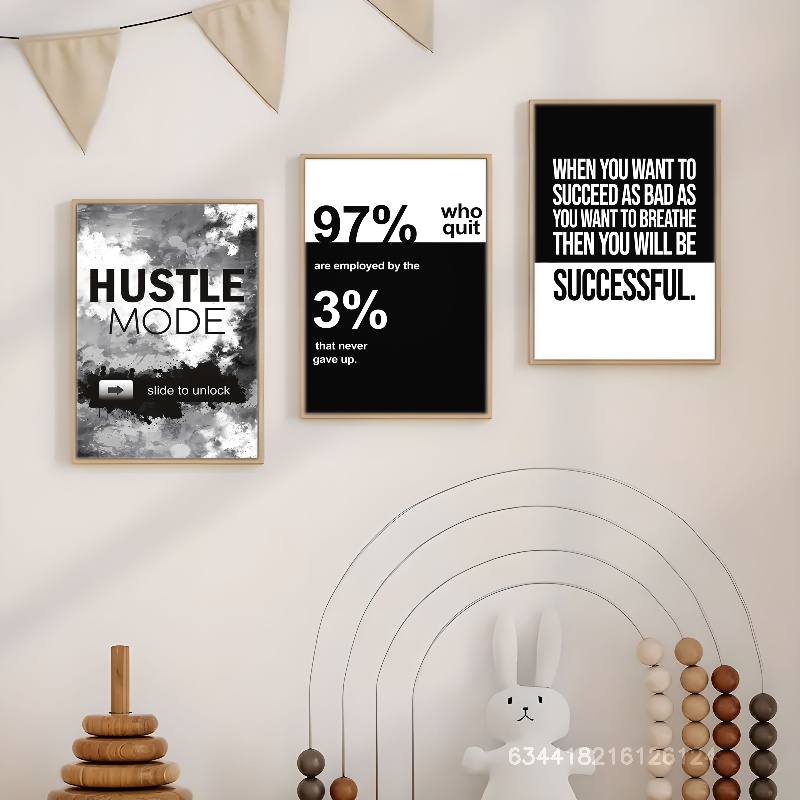 HUSTLE
MODE
slide to unlock
97% who quit
are employed by the
3%
that never
gave up.
WHEN YOU WANT TO
SUCCEED AS BAD AS
YOU WANT TO BREATHE
THEN YOU WILL BE
SUCCESSFUL.
634418216126124